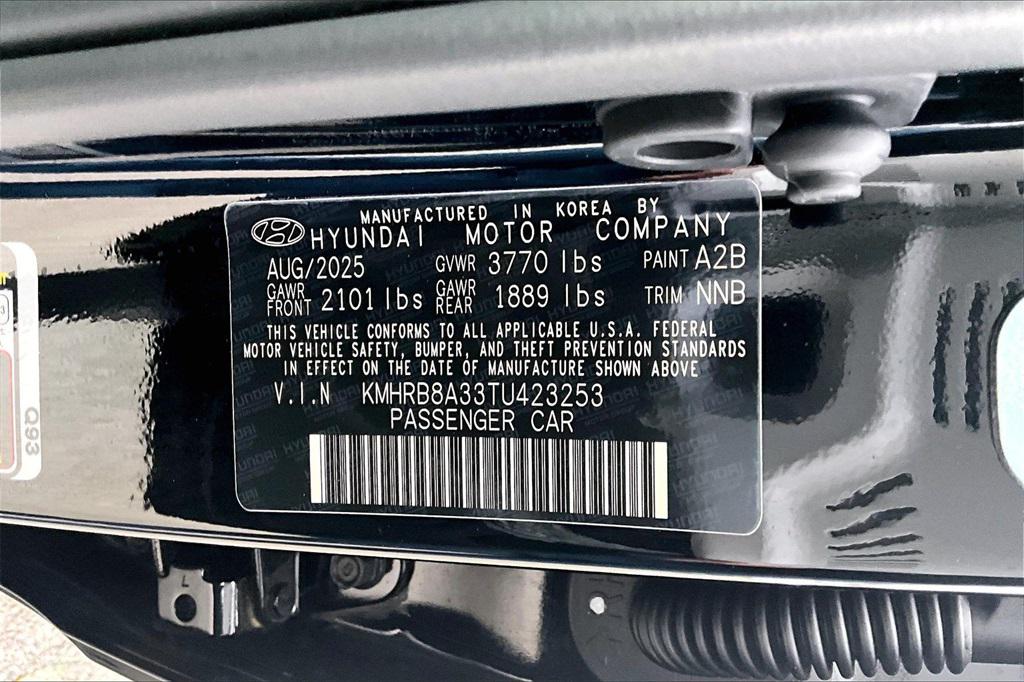 MANUFACTURED IN KOREA BY
HYUNDAI MOTOR COMPANY
AUG/2025 GVWR 3770 lbs PAINT A2B
GAWR FRONT 2101 lbs GAWR REAR 1889 lbs TRIM NNB
THIS VEHICLE CONFORMS TO ALL APPLICABLE U.S.A. FEDERAL
MOTOR VEHICLE SAFETY, BUMPER, AND THEFT PREVENTION STANDARDS
IN EFFECT ON THE DATE OF MANUFACTURE SHOWN ABOVE
V.I.N KMHRB8A33TU423253
PASSENGER CAR
Q93
L